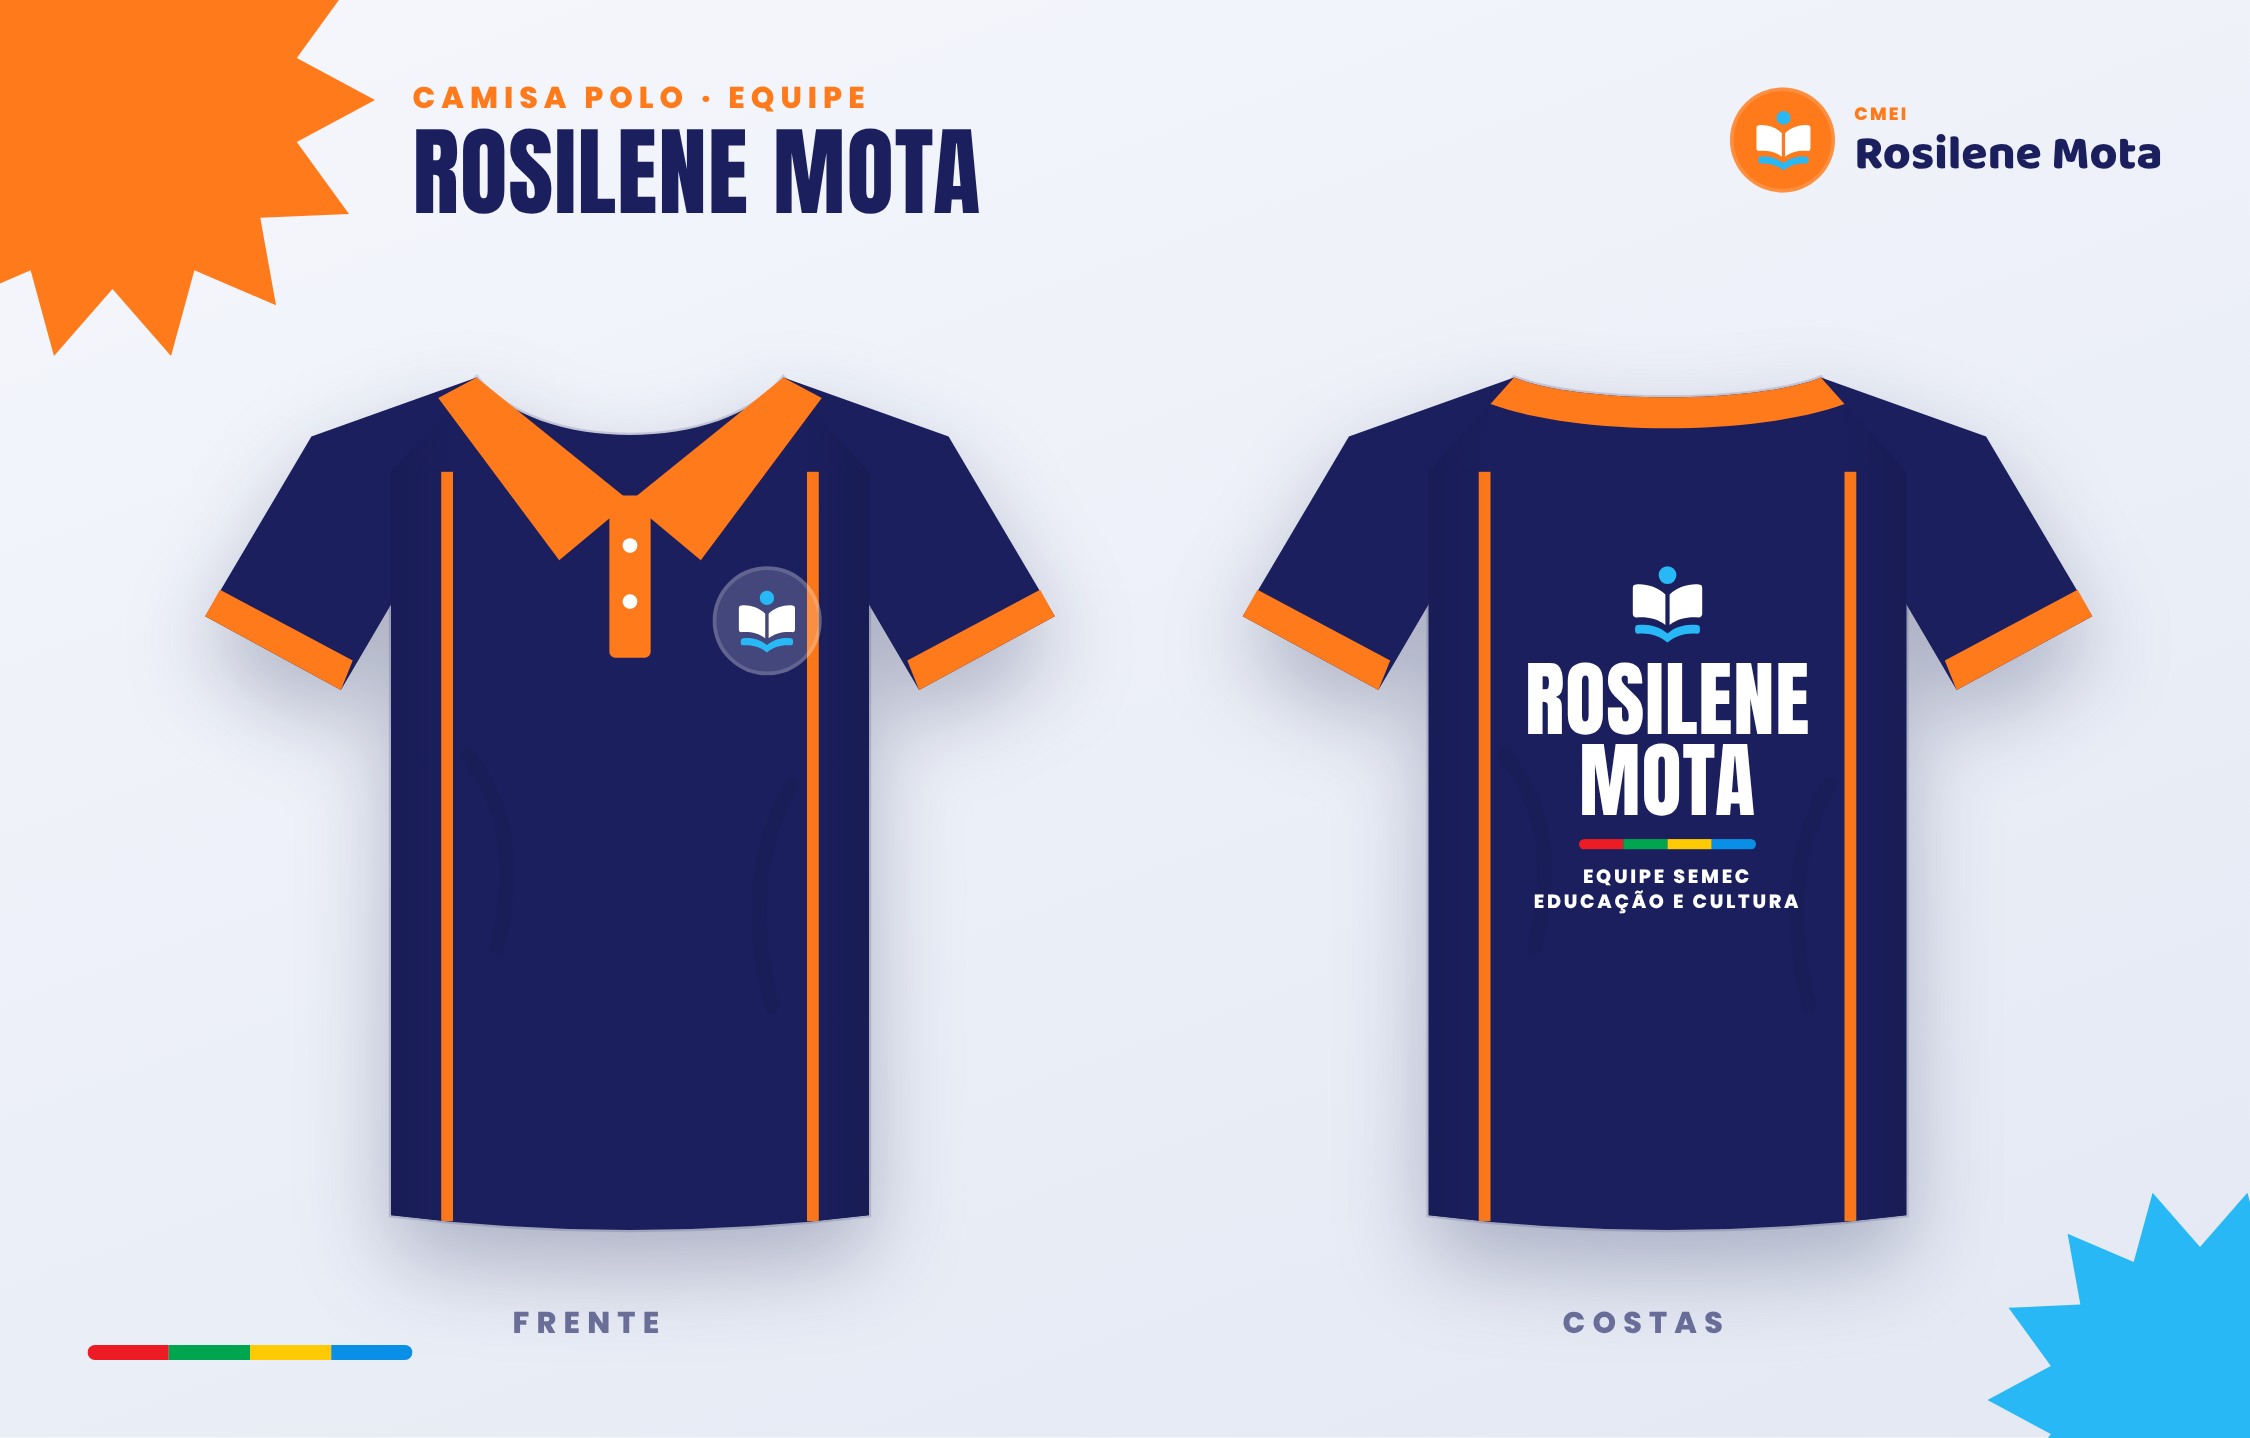 CAMISA POLO · EQUIPE
ROSILENE MOTA
CMEI
Rosilene Mota
ROSILENE
MOTA
EQUIPE SEMEC
EDUCAÇÃO E CULTURA
FRENTE
COSTAS